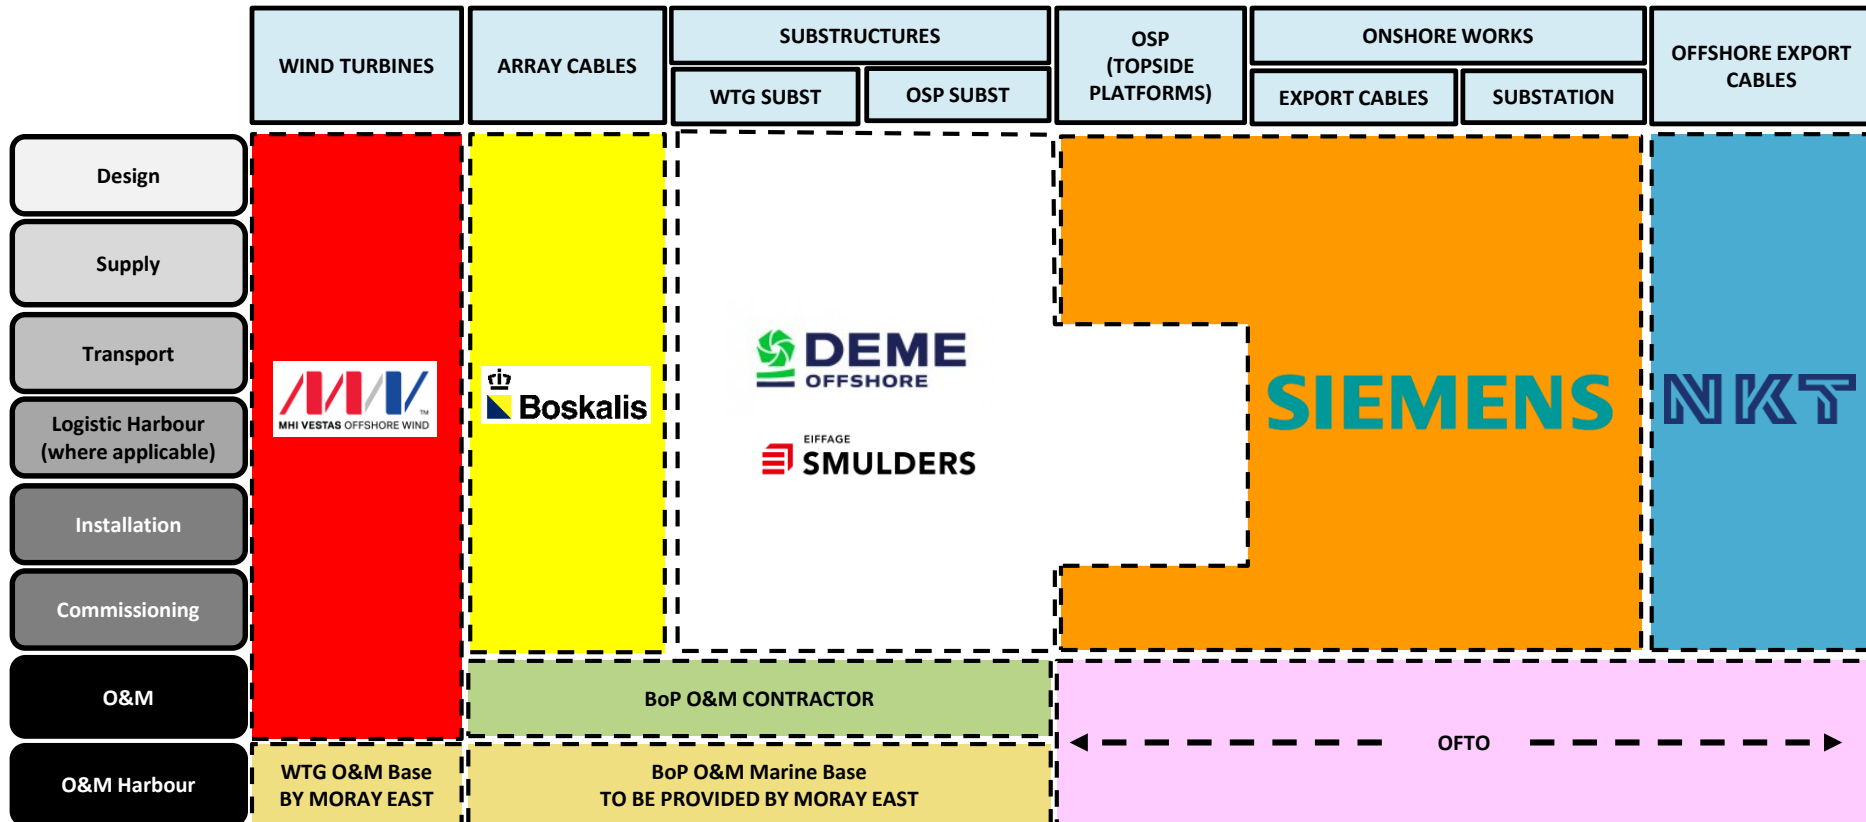 WIND TURBINES
ARRAY CABLES
SUBSTRUCTURES
WTG SUBST
OSP SUBST
OSP
(TOPSIDE
PLATFORMS)
ONSHORE WORKS
EXPORT CABLES
SUBSTATION
OFFSHORE EXPORT
CABLES
Design
Supply
Transport
Logistic Harbour
(where applicable)
Installation
Commissioning
O&M
O&M Harbour
MHI VESTAS OFFSHORE WIND
TM
Boskalis
DEME
OFFSHORE
EIFFAGE
SMULDERS
SIEMENS
NKT
BoP O&M CONTRACTOR
WTG O&M Base
BY MORAY EAST
BoP O&M Marine Base
TO BE PROVIDED BY MORAY EAST
OFTO